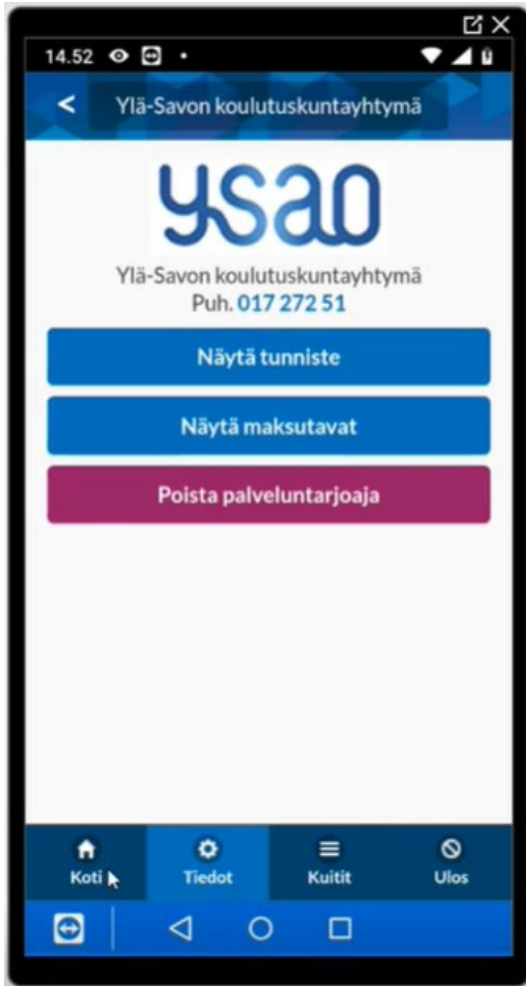 14.52
Ylä-Savon koulutuskuntayhtymä
ysao
Ylä-Savon koulutuskuntayhtymä
Puh. 017 272 51
Näytä tunniste
Näytä maksutavat
Poista palveluntarjoaja
Koti Tiedot Kuitit Ulos